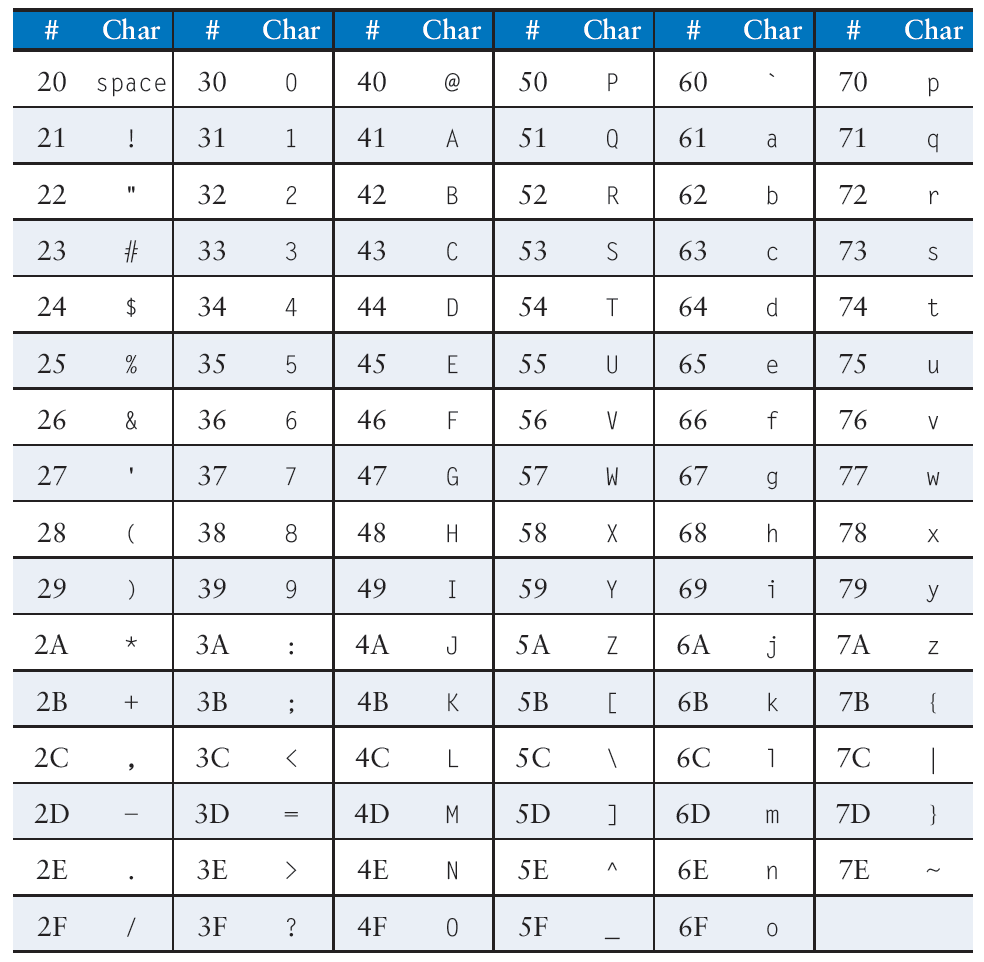 # Char # Char # Char # Char # Char # Char
20 space 30 0 40 @ 50 P 60 ` 70 p
21 ! 31 1 41 A 51 Q 61 a 71 q
22 " 32 2 42 B 52 R 62 b 72 r
23 # 33 3 43 C 53 S 63 c 73 s
24 $ 34 4 44 D 54 T 64 d 74 t
25 % 35 5 45 E 55 U 65 e 75 u
26 & 36 6 46 F 56 V 66 f 76 v
27 ' 37 7 47 G 57 W 67 g 77 w
28 ( 38 8 48 H 58 X 68 h 78 x
29 ) 39 9 49 I 59 Y 69 i 79 y
2A * 3A : 4A J 5A Z 6A j 7A z
2B + 3B ; 4B K 5B [ 6B k 7B {
2C , 3C < 4C L 5C \ 6C l 7C |
2D – 3D = 4D M 5D ] 6D m 7D }
2E . 3E > 4E N 5E ^ 6E n 7E ~
2F / 3F ? 4F O 5F _ 6F o